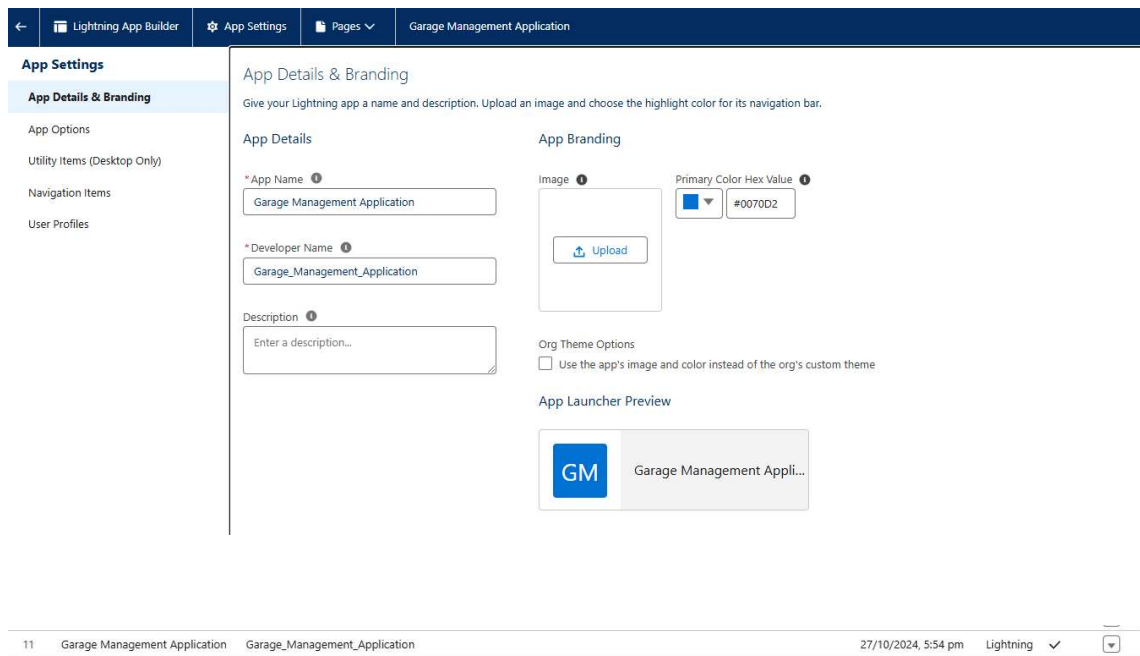 Lightning App Builder App Settings Pages Garage Management Application
App Settings
App Details & Branding
App Options
Utility Items (Desktop Only)
Navigation Items
User Profiles
App Details & Branding
Give your Lightning app a name and description. Upload an image and choose the highlight color for its navigation bar.
App Details
*App Name
Garage Management Application
*Developer Name
Garage_Management_Application
Description
Enter a description...
App Branding
Image
Upload
Primary Color Hex Value
#0070D2
Org Theme Options
Use the app's image and color instead of the org's custom theme
App Launcher Preview
GM Garage Management Appli...
11 Garage Management Application Garage_Management_Application 27/10/2024, 5:54 pm Lightning